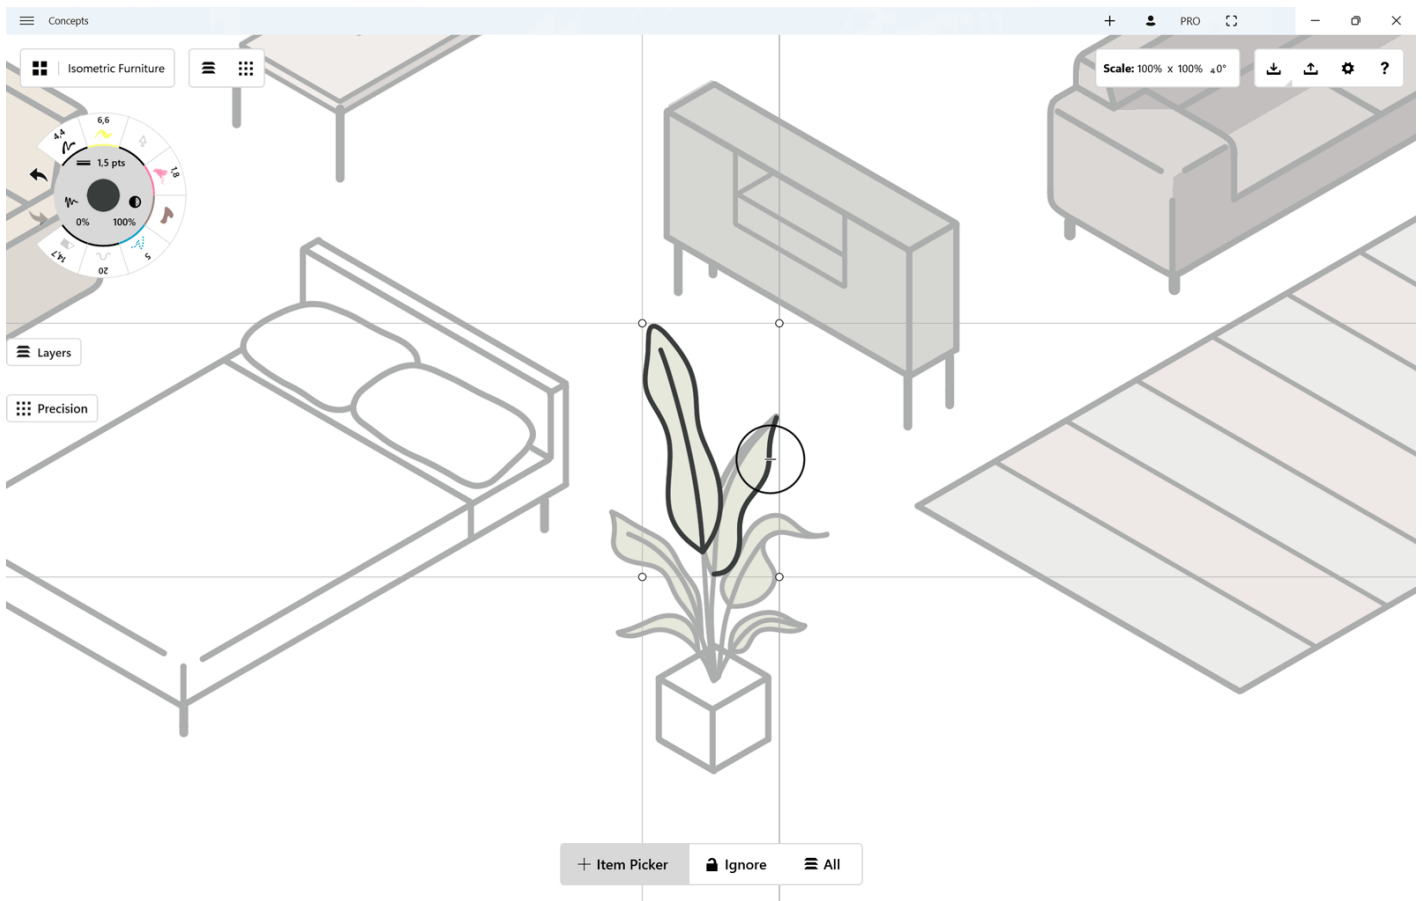 Concepts
PRO
Isometric Furniture
Scale: 100% x 100% 0°
?
4,4
6,6
1,8
1,5 pts
0%
100%
14,7
20
5
Layers
Precision
Item Picker
Ignore
All